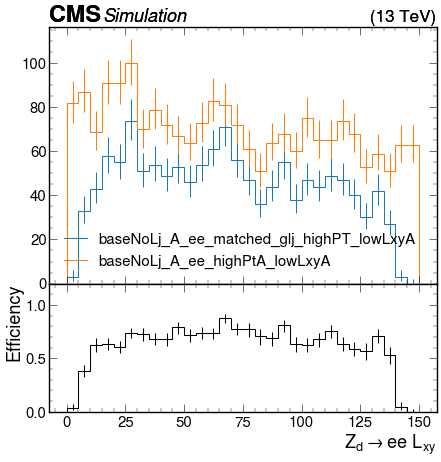 CMS Simulation (13 TeV)
100
80
60
40
20
0
baseNoLj_A_ee_matched_glj_highPT_lowLxyA
baseNoLj_A_ee_highPtA_lowLxyA
Efficiency
1.0
0.5
0.0
0 25 50 75 100 125 150
Z_d → ee L_xy